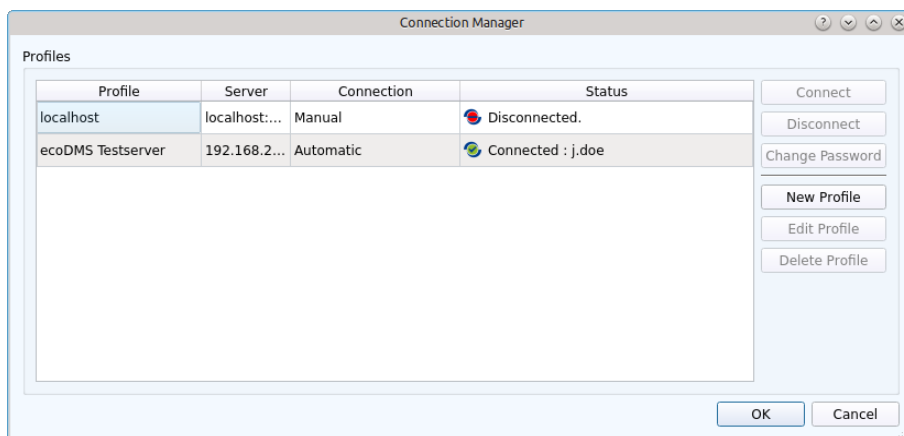 Connection Manager
Profiles
Profile Server Connection Status
localhost localhost:... Manual Disconnected.
ecoDMS Testserver 192.168.2... Automatic Connected : j.doe
Connect
Disconnect
Change Password
New Profile
Edit Profile
Delete Profile
OK Cancel